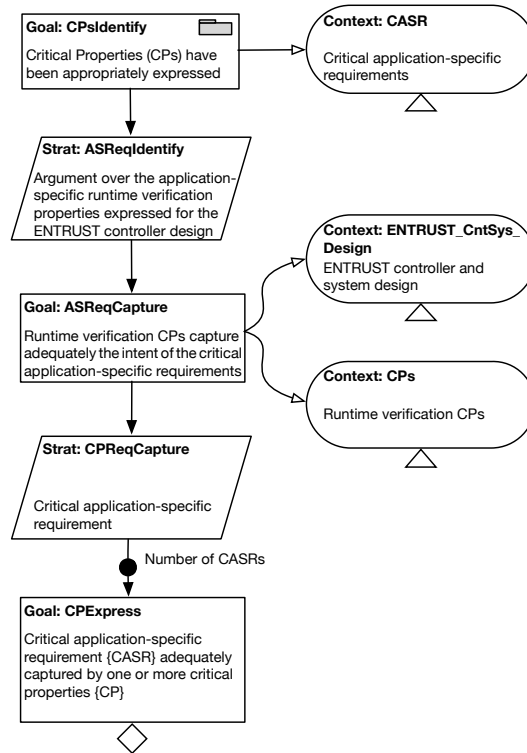 Goal: CPsIdentify
Critical Properties (CPs) have
been appropriately expressed
Context: CASR
Critical application-specific
requirements
Strat: ASReqIdentify
Argument over the application-
specific runtime verification
properties expressed for the
ENTRUST controller design
Context: ENTRUST_CntSys_
Design
ENTRUST controller and
system design
Goal: ASReqCapture
Runtime verification CPs capture
adequately the intent of the critical
application-specific requirements
Context: CPs
Runtime verification CPs
Strat: CPReqCapture
Critical application-specific
requirement
Number of CASRs
Goal: CPExpress
Critical application-specific
requirement {CASR} adequately
captured by one or more critical
properties {CP}